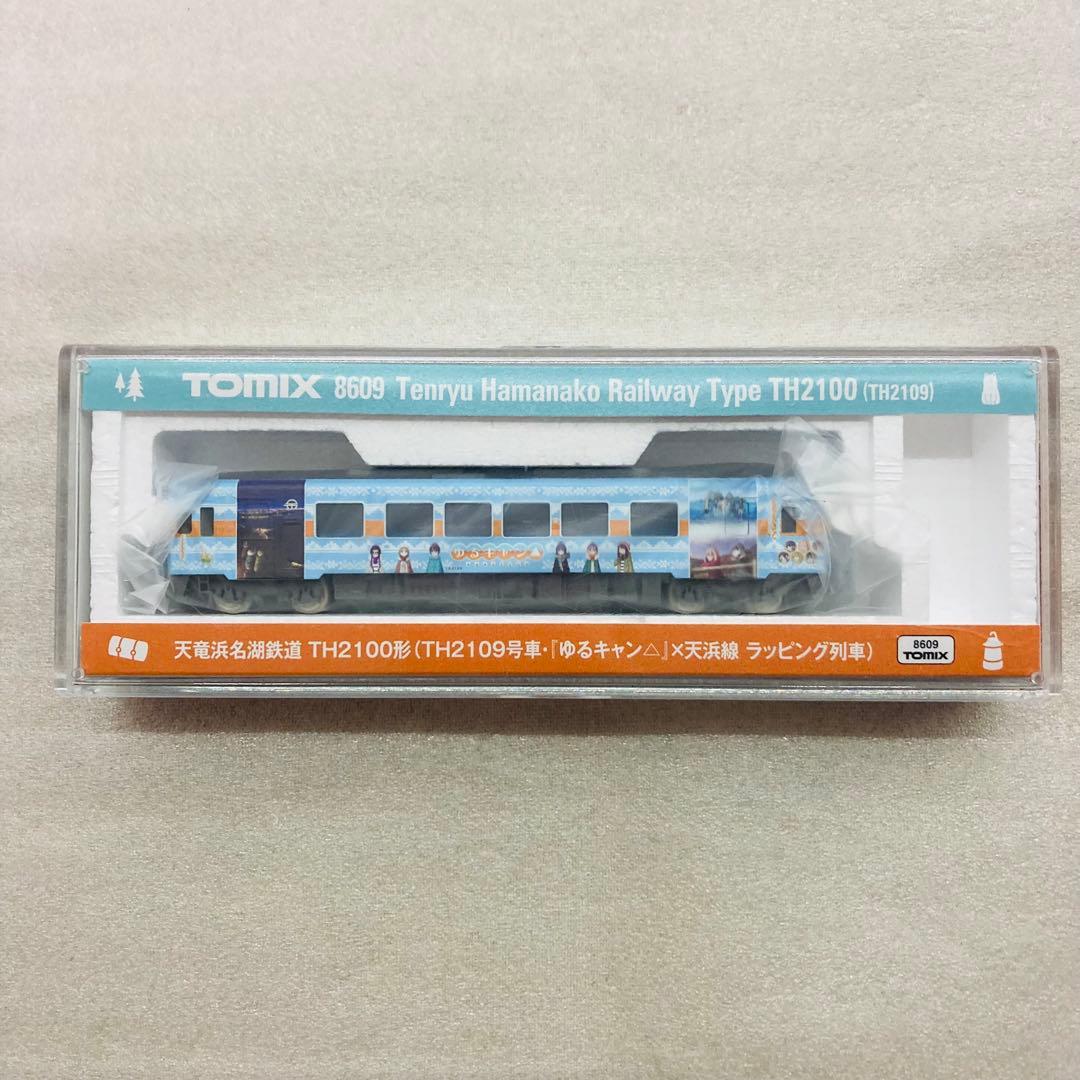 TOMIX 8609 Tenryu Hamanako Railway Type TH2100 (TH2109)
ゆるキャン△
天竜浜名湖鉄道 TH2100形(TH2109号車・『ゆるキャン△』×天浜線 ラッピング列車)
8609
TOMIX